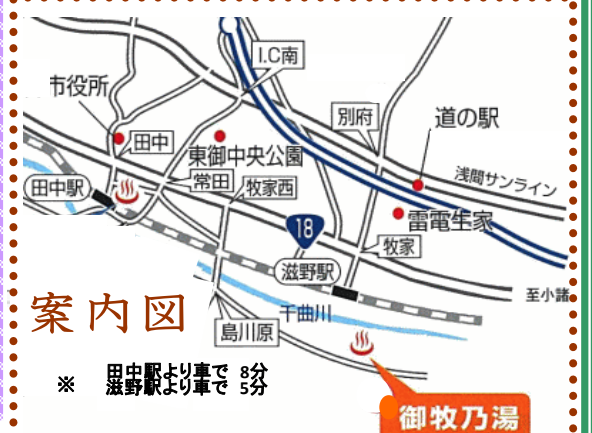 I.C南
市役所
別府
道の駅
田中
東御中央公園
浅間サンライン
田中駅
常田
牧家西
雷電生家
18
牧家
滋野駅
至小諸
案内図
千曲川
島川原
田中駅より車で 8分
※ 滋野駅より車で 5分
御牧乃湯